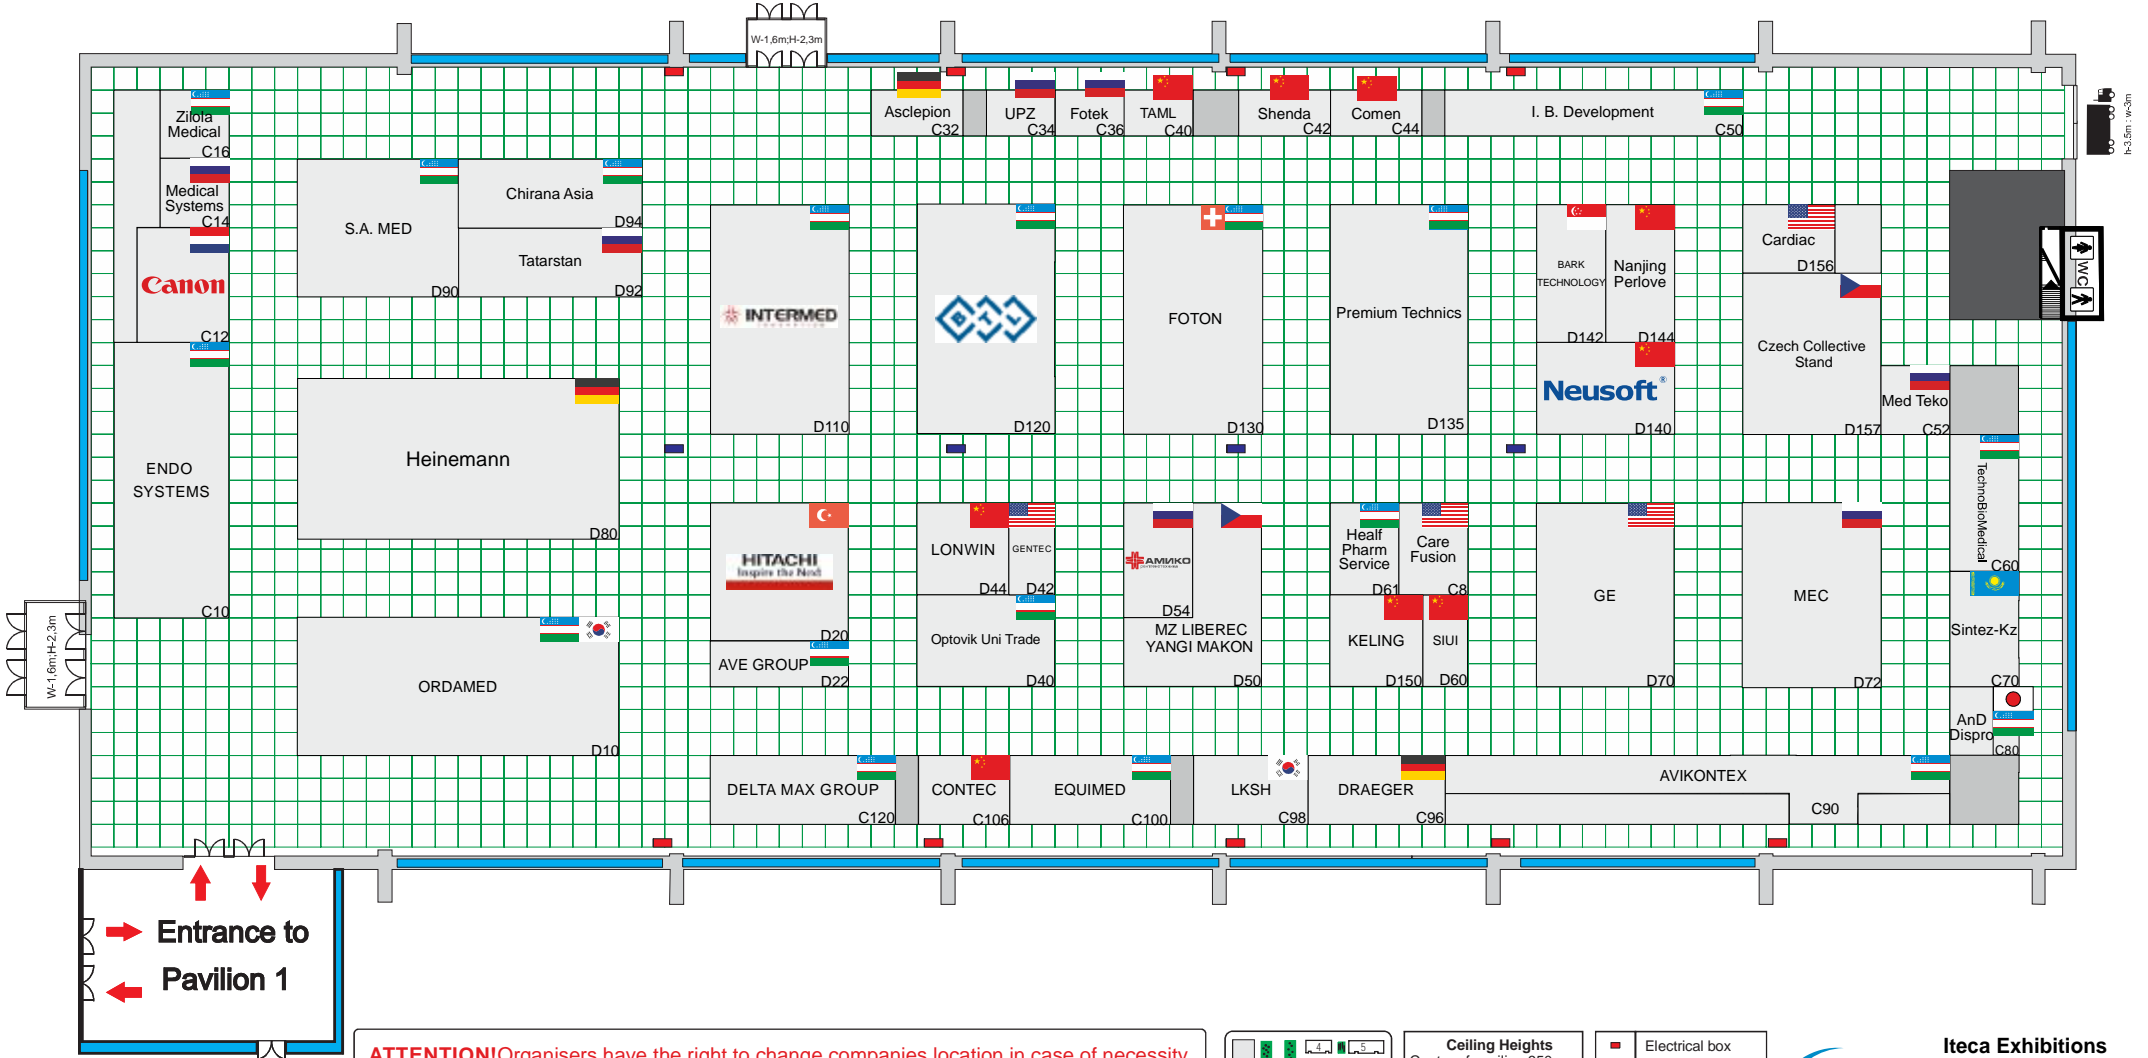 W-1,6m;H-2,3m
h-3.5m ; w-3m
Asclepion
C32
UPZ
C34
Fotek
C36
TAML
C40
Shenda
C42
Comen
C44
I. B. Development
C50
Zilola
Medical
C16
Medical
Systems
C14
Canon
C12
ENDO
SYSTEMS
C10
S.A. MED
D90
Chirana Asia
D94
Tatarstan
D92
INTERMED
D110
BTL
D120
FOTON
D130
Premium Technics
D135
BARK
TECHNOLOGY
D142
Nanjing
Perlove
D144
Neusoft®
D140
Cardiac
D156
Czech Collective
Stand
D157
WC
Med Teko
C52
Heinemann
D80
HITACHI
Inspire the Next
D20
AVE GROUP
D22
LONWIN
D44
GENTEC
D42
Optovik Uni Trade
D40
АМИКО
D54
MZ LIBEREC
YANGI MAKON
D50
Healf
Pharm
Service
D61
Care
Fusion
C8
KELING
D150
SIUI
D60
GE
D70
MEC
D72
TechnoBioMedical
C60
Sintez-Kz
C70
AnD
Dispro
C80
W-1,6m;H-2,3m
ORDAMED
D10
DELTA MAX GROUP
C120
CONTEC
C106
EQUIMED
C100
LKSH
C98
DRAEGER
C96
AVIKONTEX
C90
Entrance to
Pavilion 1
ATTENTION!Organisers have the right to change companies location in case of necessity
4
5
Ceiling Heights
Electrical box
Iteca Exhibitions